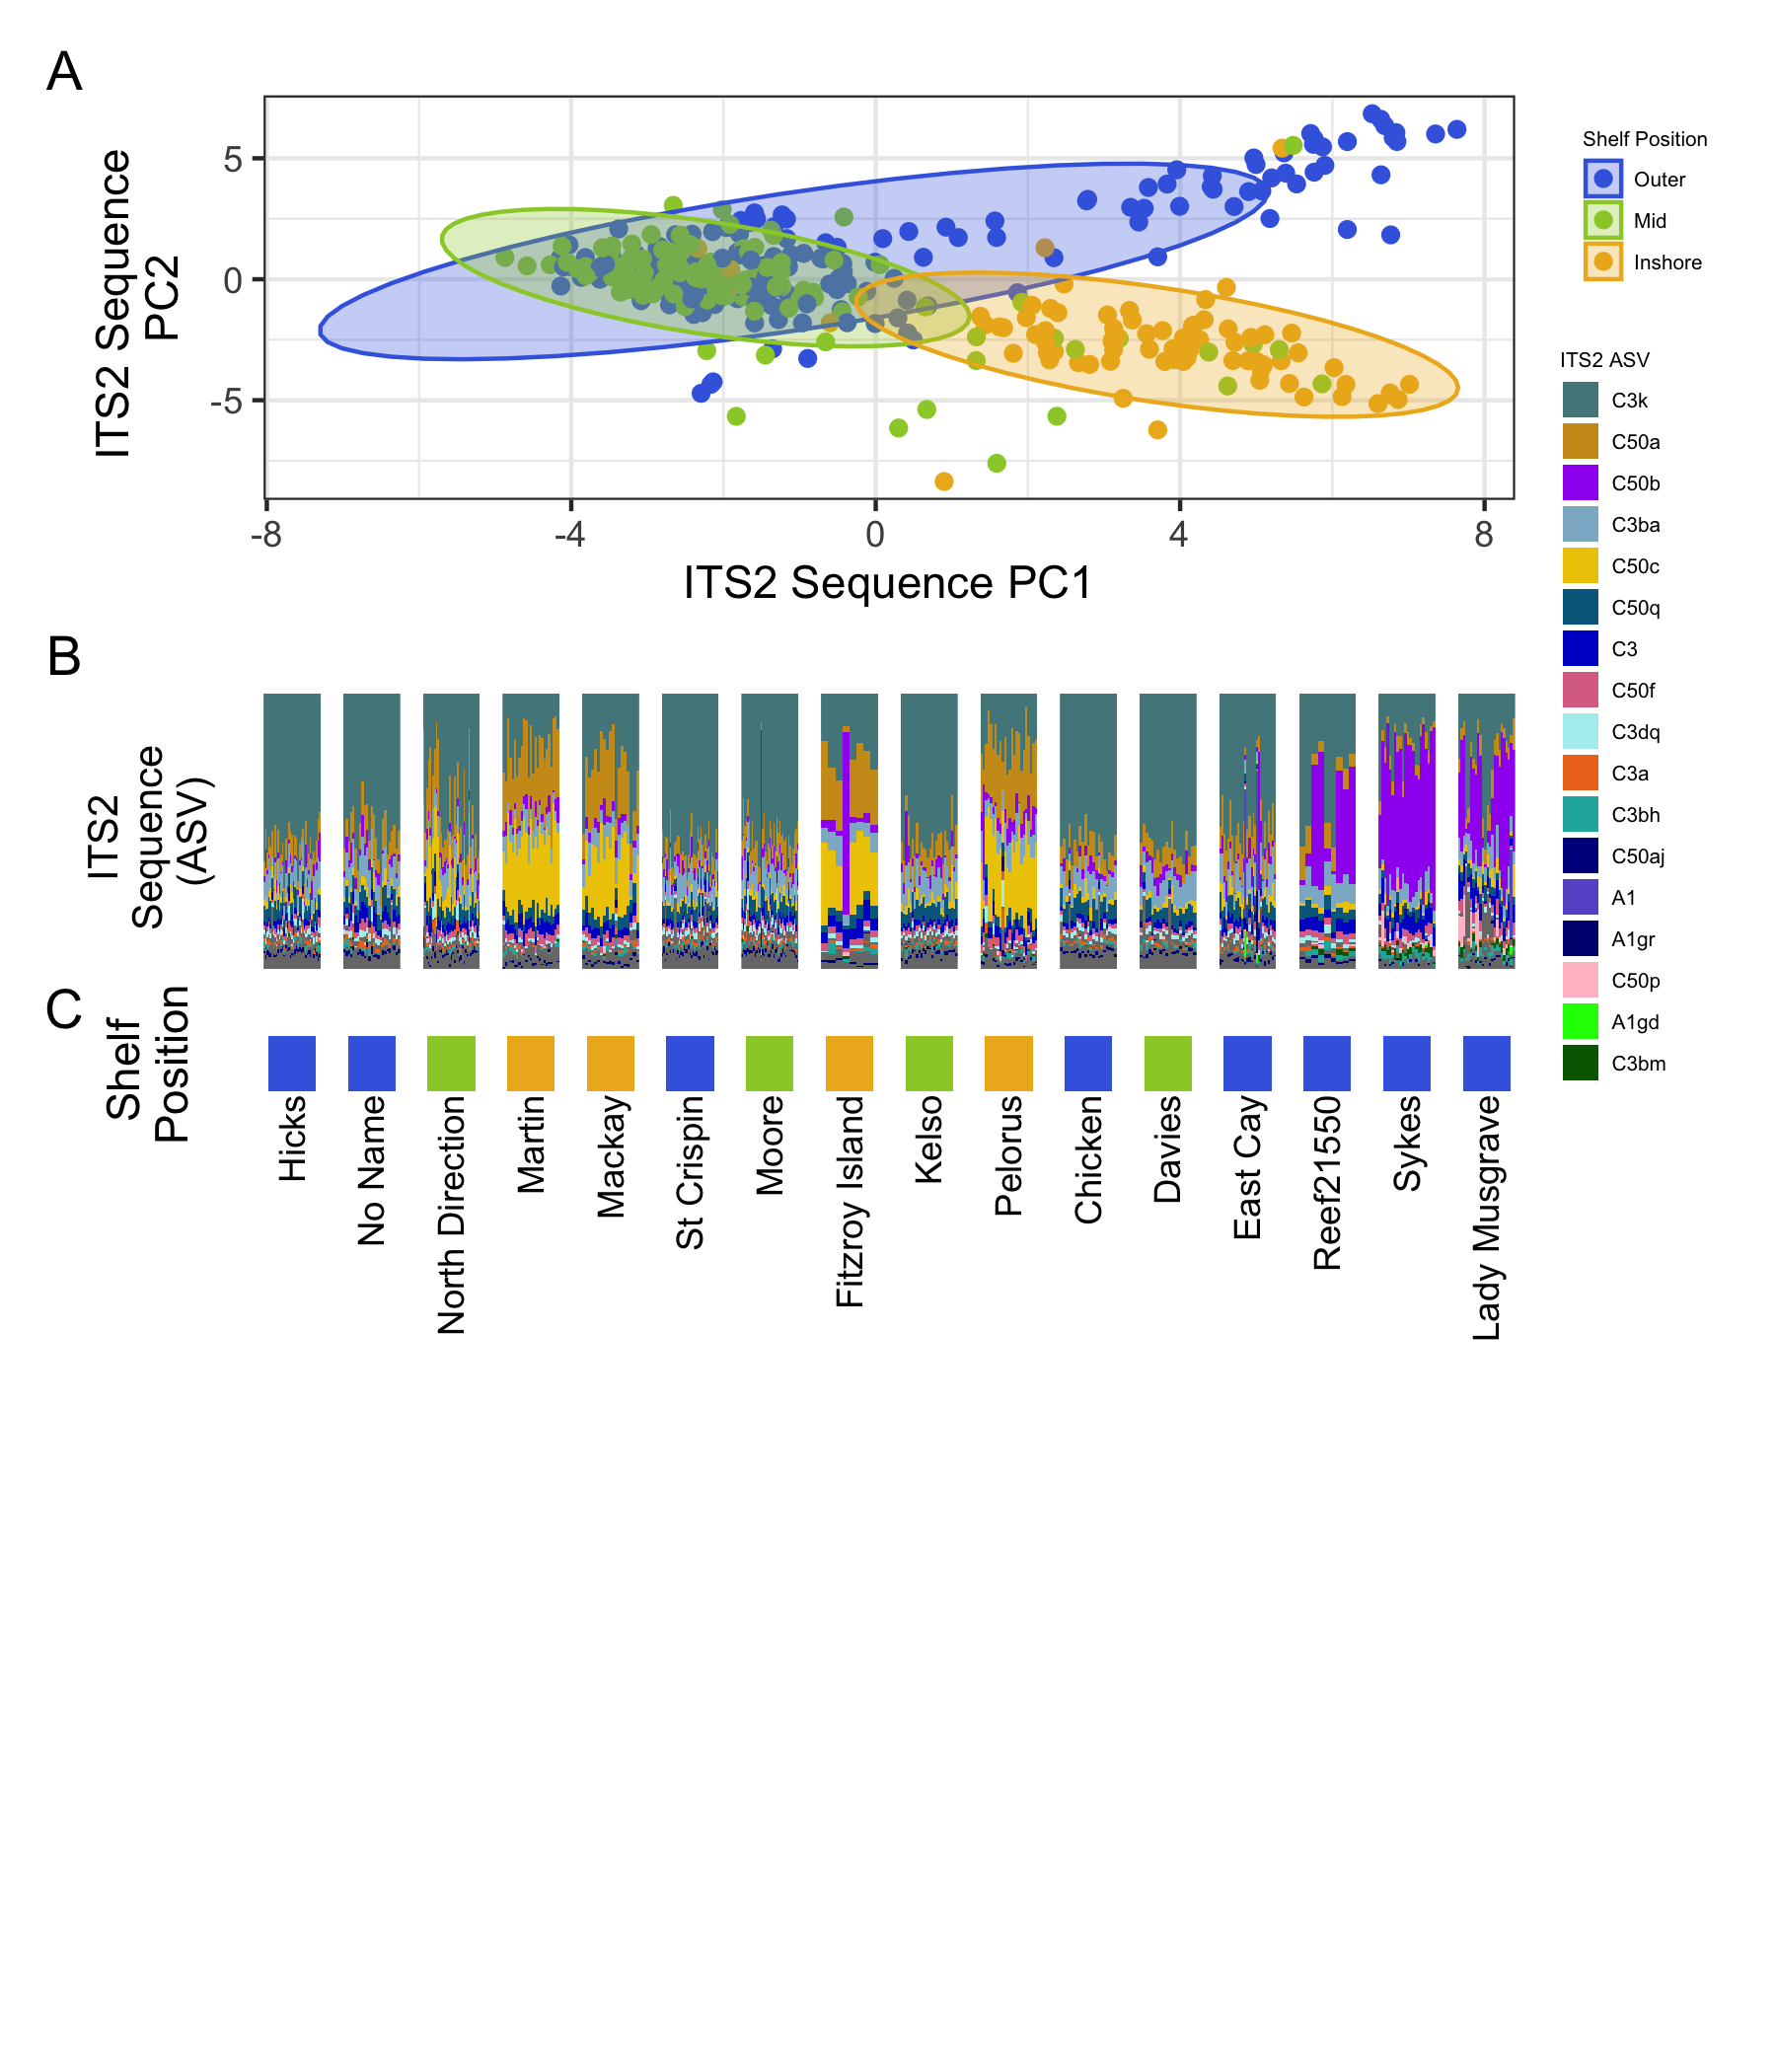 A
ITS2 Sequence
PC2
5
0
-5
-8
-4
0
4
8
ITS2 Sequence PC1
Shelf Position
Outer
Mid
Inshore
ITS2 ASV
C3k
C50a
C50b
C3ba
C50c
C50q
C3
C50f
C3dq
C3a
C3bh
C50aj
A1
A1gr
C50p
A1gd
C3bm
B
ITS2
Sequence
(ASV)
C
Shelf
Position
Hicks
No Name
North Direction
Martin
Mackay
St Crispin
Moore
Fitzroy Island
Kelso
Pelorus
Chicken
Davies
East Cay
Reef21550
Sykes
Lady Musgrave